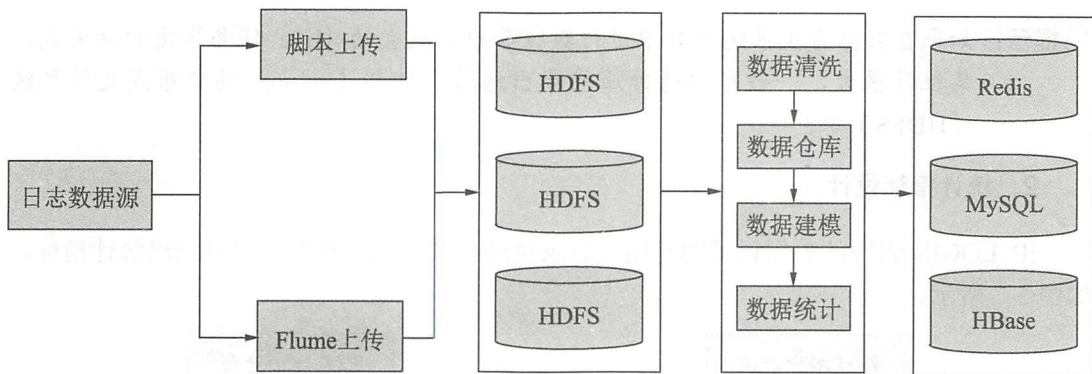 日志数据源
脚本上传
Flume上传
HDFS
HDFS
HDFS
数据清洗
数据仓库
数据建模
数据统计
Redis
MySQL
HBase